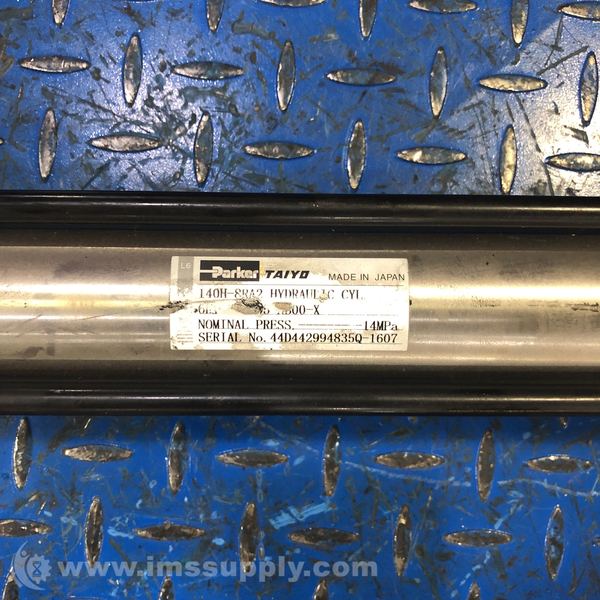 L6
Parker TAIYO MADE IN JAPAN
140H-8RA2 HYDRAULIC CYL.
NOMINAL PRESS. 14MPa
SERIAL No. 44D442994835Q-1607
www.imssupply.com